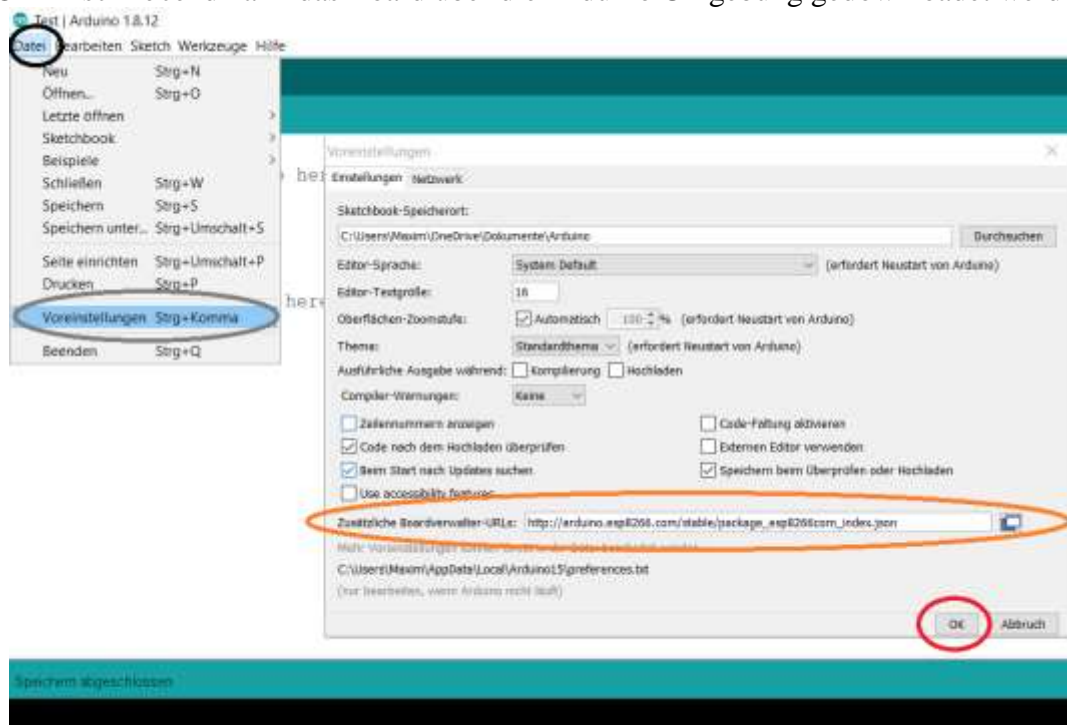 Test | Arduino 1.8.12
Datei Bearbeiten Sketch Werkzeuge Hilfe
Neu Strg+N
Öffnen... Strg+O
Letzte öffnen
Sketchbook
Beispiele
Schließen Strg+W
Speichern Strg+S
Speichern unter... Strg+Umschalt+S
Seite einrichten Strg+Umschalt+P
Drucken Strg+P
Voreinstellungen Strg+Komma
Beenden Strg+Q
her
here
Voreinstellungen
Einstellungen Netzwerk
Sketchbook-Speicherort:
C:\Users\Maxim\OneDrive\Dokumente\Arduino Durchsuchen
Editor-Sprache: System Default (erfordert Neustart von Arduino)
Editor-Textgröße: 16
Oberflächen-Zoomstufe: Automatisch 100 % (erfordert Neustart von Arduino)
Theme: Standardthema (erfordert Neustart von Arduino)
Ausführliche Ausgabe während: Kompilierung Hochladen
Compiler-Warnungen: Keine
Zeilennummern anzeigen Code-Faltung aktivieren
Code nach dem Hochladen überprüfen Externen Editor verwenden
Beim Start nach Updates suchen Speichern beim Überprüfen oder Hochladen
Use accessibility features
Zusätzliche Boardverwalter-URLs: http://arduino.esp8266.com/stable/package_esp8266com_index.json
Mehr Voreinstellungen können
C:\Users\Maxim\AppData\Local\Arduino15\preferences.txt
(nur bearbeiten, wenn Arduino nicht läuft)
OK Abbruch
Speichern abgeschlossen